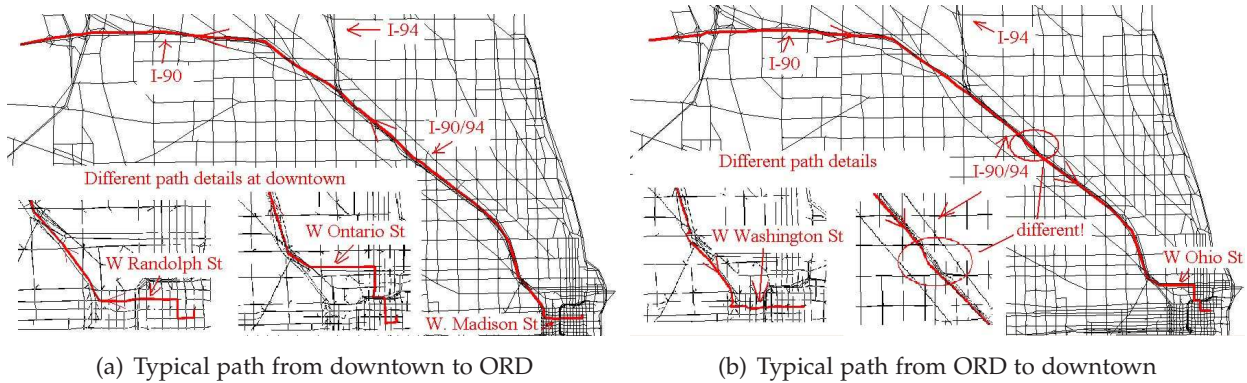 I-94
I-90
I-90/94
Different path details at downtown
W Ontario St
W Randolph St
W. Madison St
(a) Typical path from downtown to ORD
I-94
I-90
Different path details
I-90/94
different!
W Washington St
W Ohio St
(b) Typical path from ORD to downtown